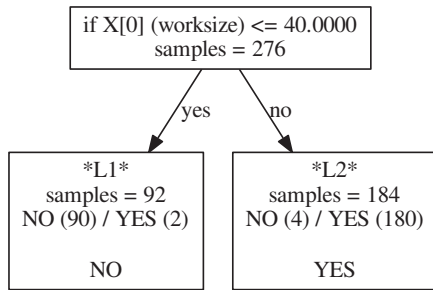 if X[0] (worksize) <= 40.0000
samples = 276
yes
no
*L1*
samples = 92
NO (90) / YES (2)
NO
*L2*
samples = 184
NO (4) / YES (180)
YES